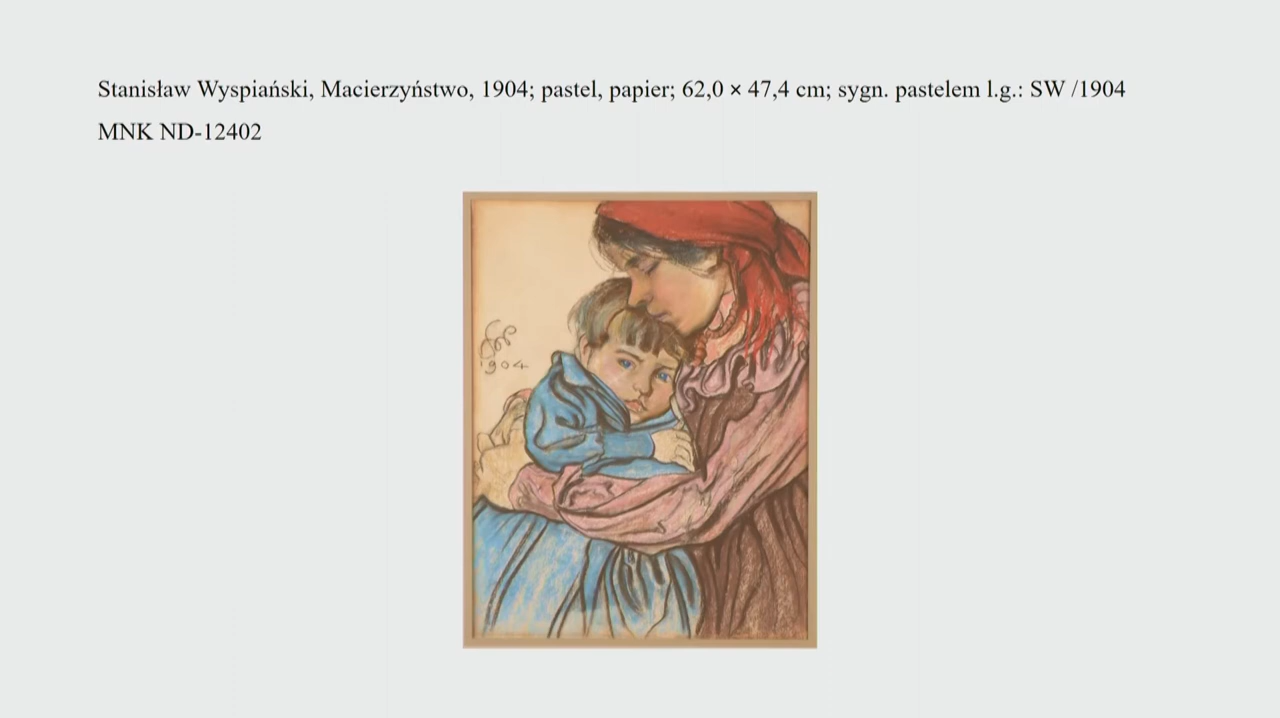 Stanisław Wyspiański, Macierzyństwo, 1904; pastel, papier; 62,0 × 47,4 cm; sygn. pastelem l.g.: SW /1904
MNK ND-12402
SW
1904